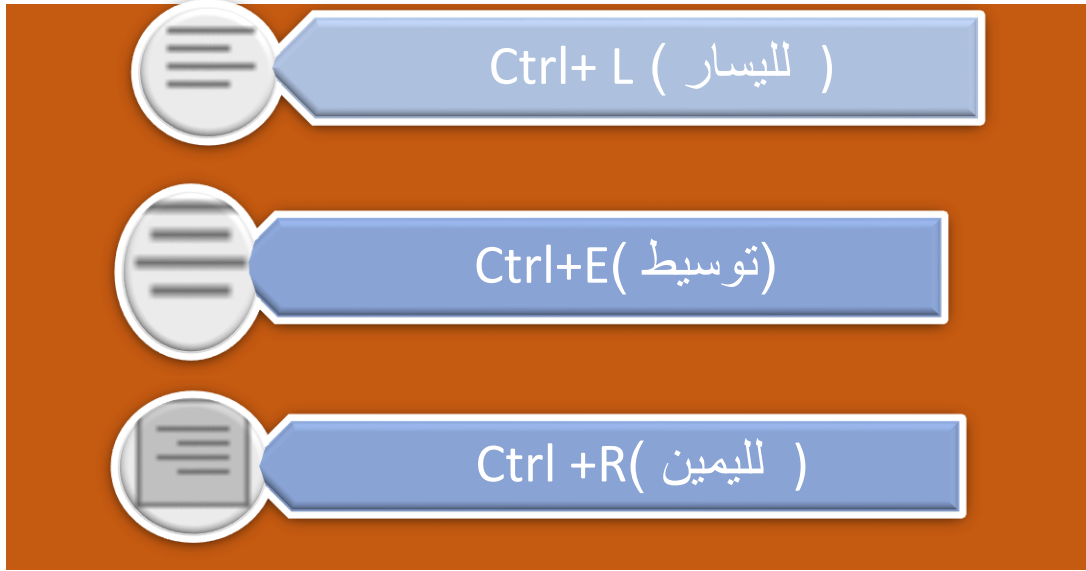 Ctrl+ L ( لليسار )
Ctrl+E( توسيط)
Ctrl +R( لليمين )